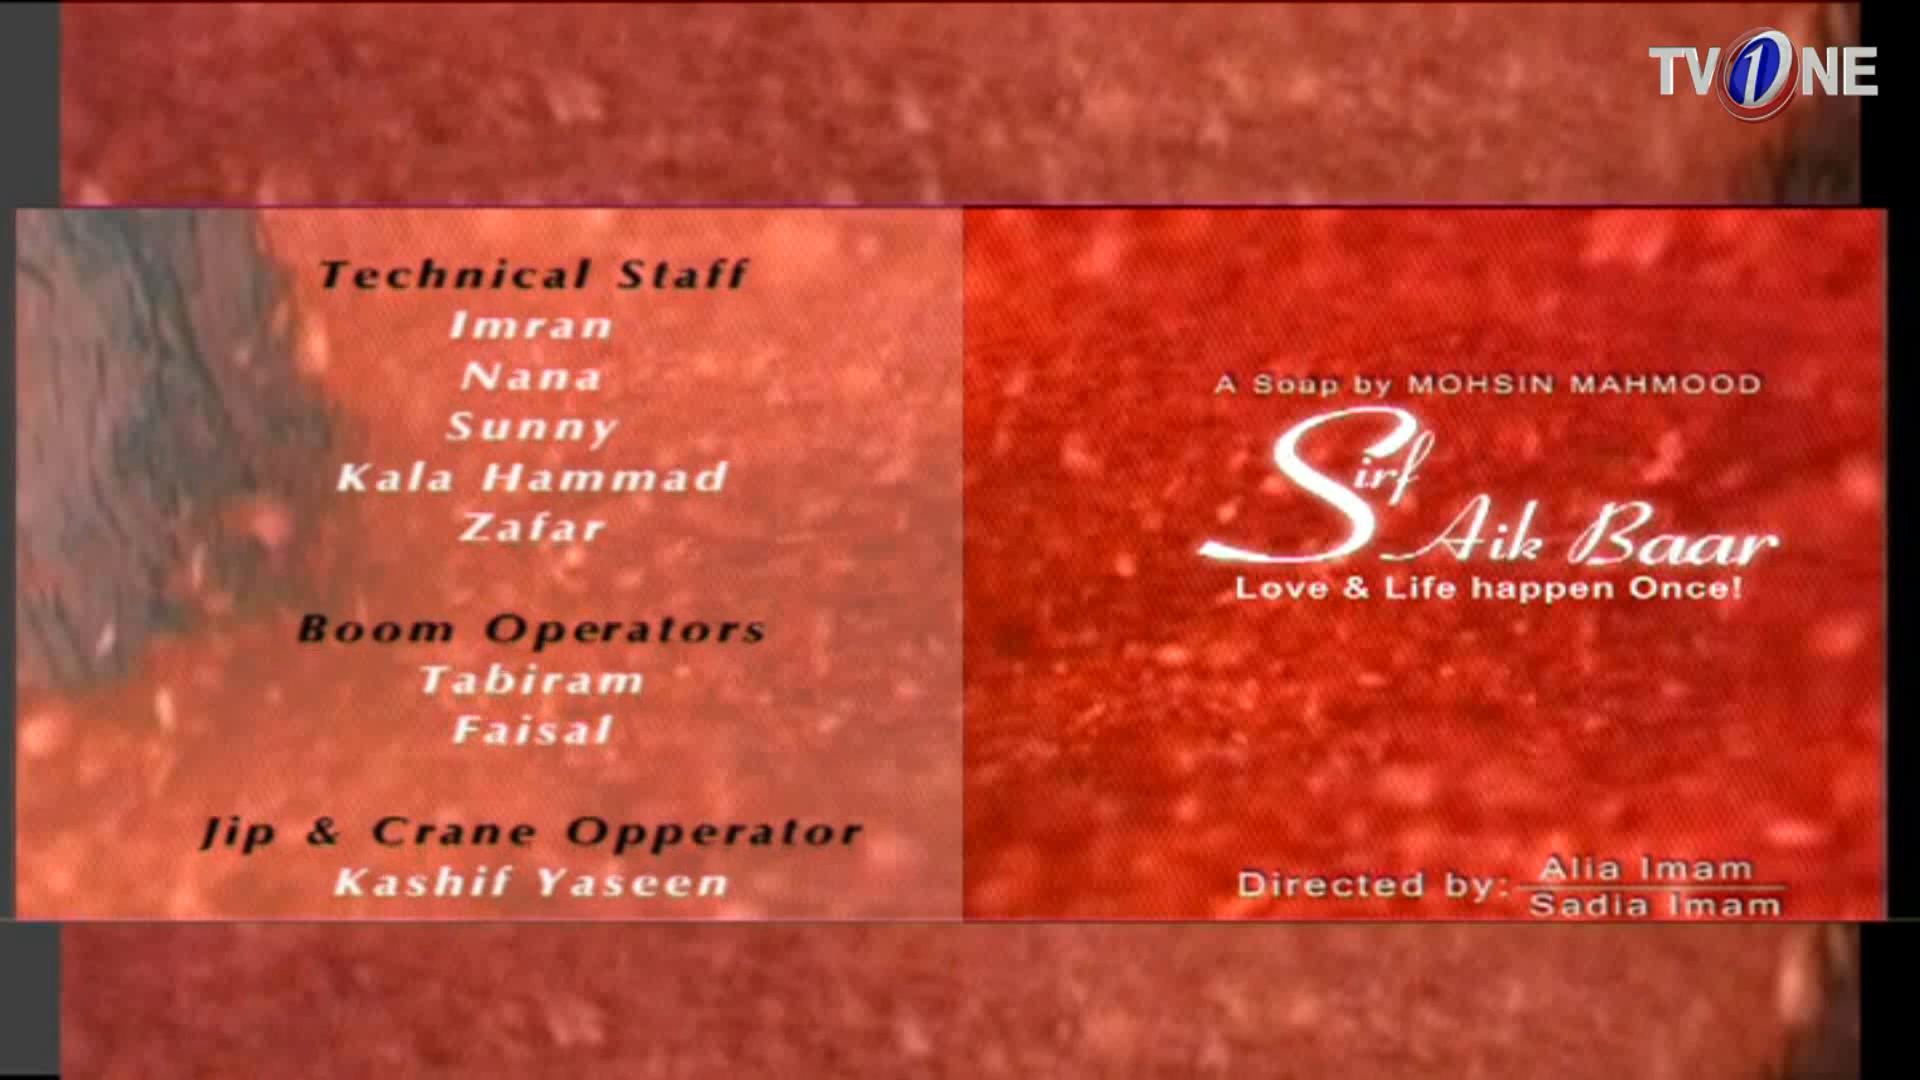 TV1NE
Technical Staff
Imran
Nana
Sunny
Kala Hammad
Zafar
Boom Operators
Tabiram
Faisal
Jip & Crane Opperator
Kashif Yaseen
A Soap by MOHSIN MAHMOOD
Sirf
Aik Baar
Love & Life happen Once!
Directed by: Alia Imam
Sadia Imam